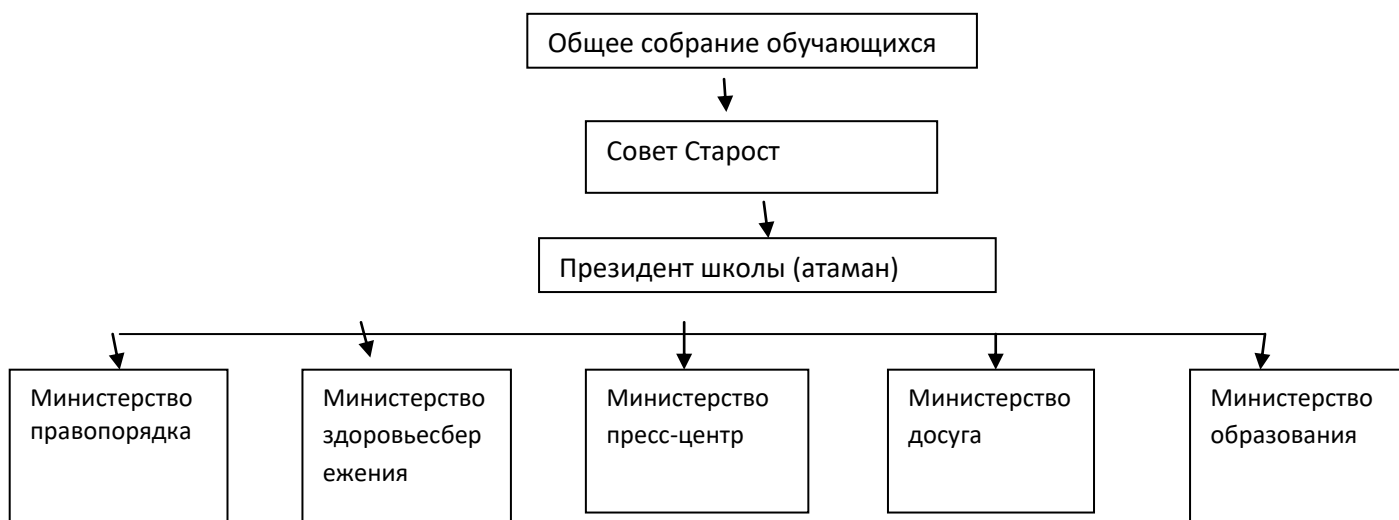 Общее собрание обучающихся
Совет Старост
Президент школы (атаман)
Министерство
правопорядка
Министерство
здоровьесбер
ежения
Министерство
пресс-центр
Министерство
досуга
Министерство
образования